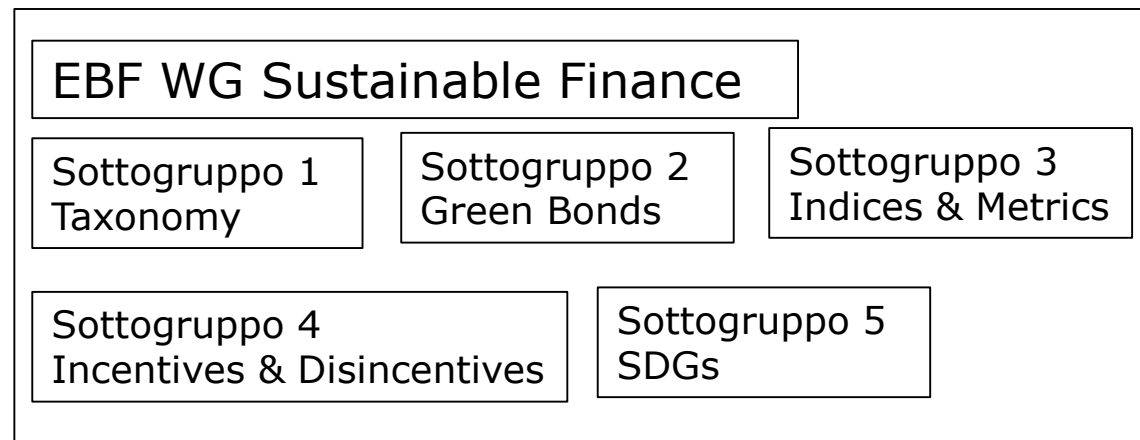 EBF WG Sustainable Finance
Sottogruppo 1
Taxonomy
Sottogruppo 2
Green Bonds
Sottogruppo 3
Indices & Metrics
Sottogruppo 4
Incentives & Disincentives
Sottogruppo 5
SDGs